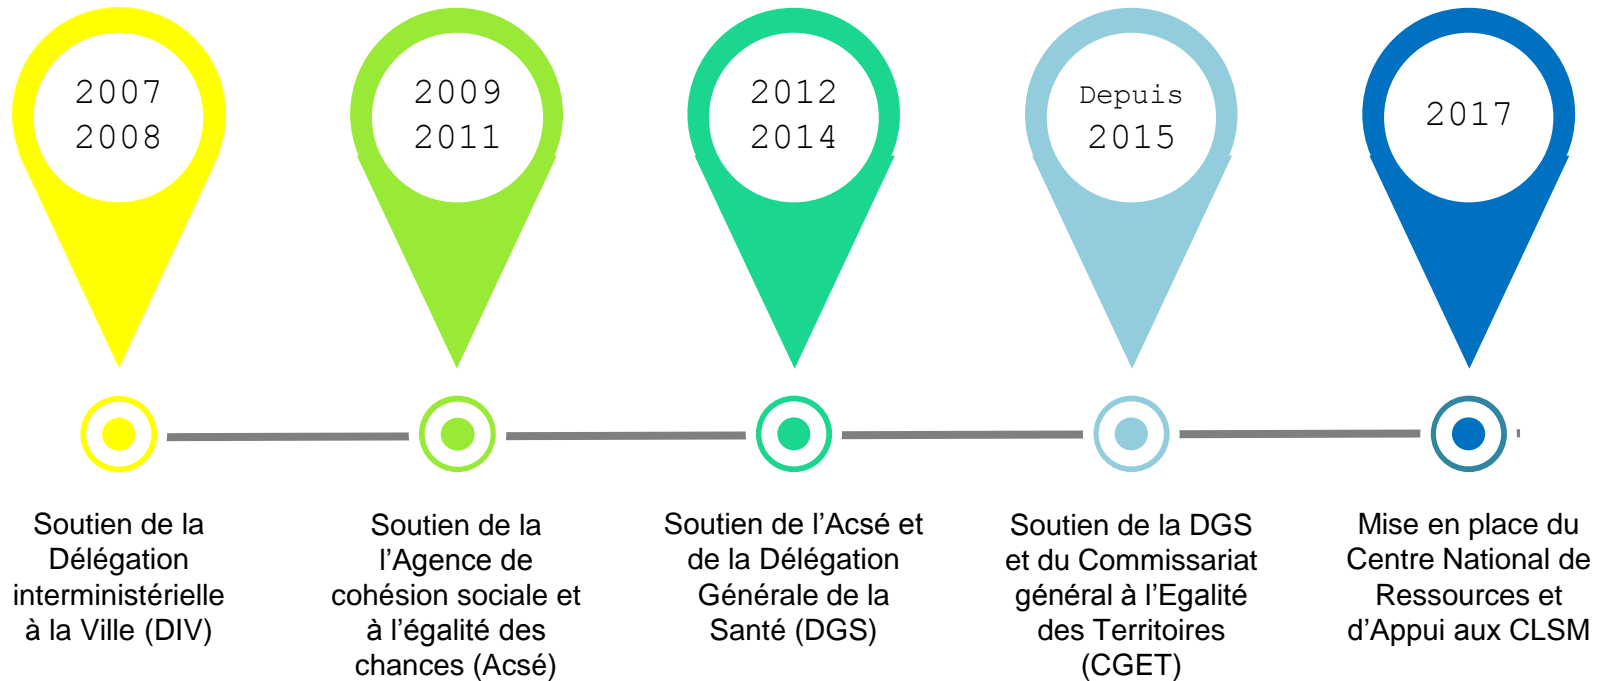 2007
2008
2009
2011
2012
2014
Depuis
2015
2017
Soutien de la
Délégation
interministérielle
à la Ville (DIV)
Soutien de la
l’Agence de
cohésion sociale et
à l’égalité des
chances (Acsé)
Soutien de l’Acsé et
de la Délégation
Générale de la
Santé (DGS)
Soutien de la DGS
et du Commissariat
général à l’Egalité
des Territoires
(CGET)
Mise en place du
Centre National de
Ressources et
d’Appui aux CLSM